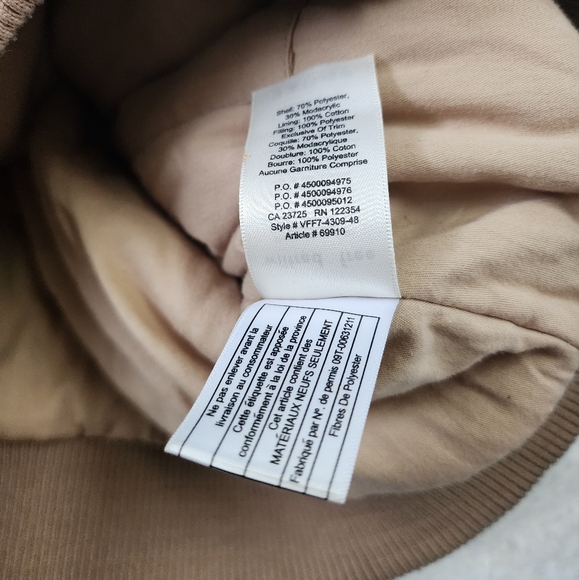 Shell: 70% Polyester,
30% Modacrylic
Lining: 100% Cotton
Filling: 100% Polyester
Exclusive Of Trim
Coquille: 70% Polyester,
30% Modacrylique
Doublure: 100% Coton
Bourre: 100% Polyester
Aucune Garniture Comprise
P.O. # 4500094975
P.O. # 4500094976
P.O. # 4500095012
CA 23725 RN 122354
Style # VFF7-4309-48
Article # 69910
wilfred free
Ne pas enlever avant la
livraison au consommateur
Cette étiquette est apposée
conformément à la loi de la province
Cet article contient des
MATÉRIAUX NEUFS SEULEMENT
Fabriqué par N°. de permis 09T-00631211
Fibres De Polyester